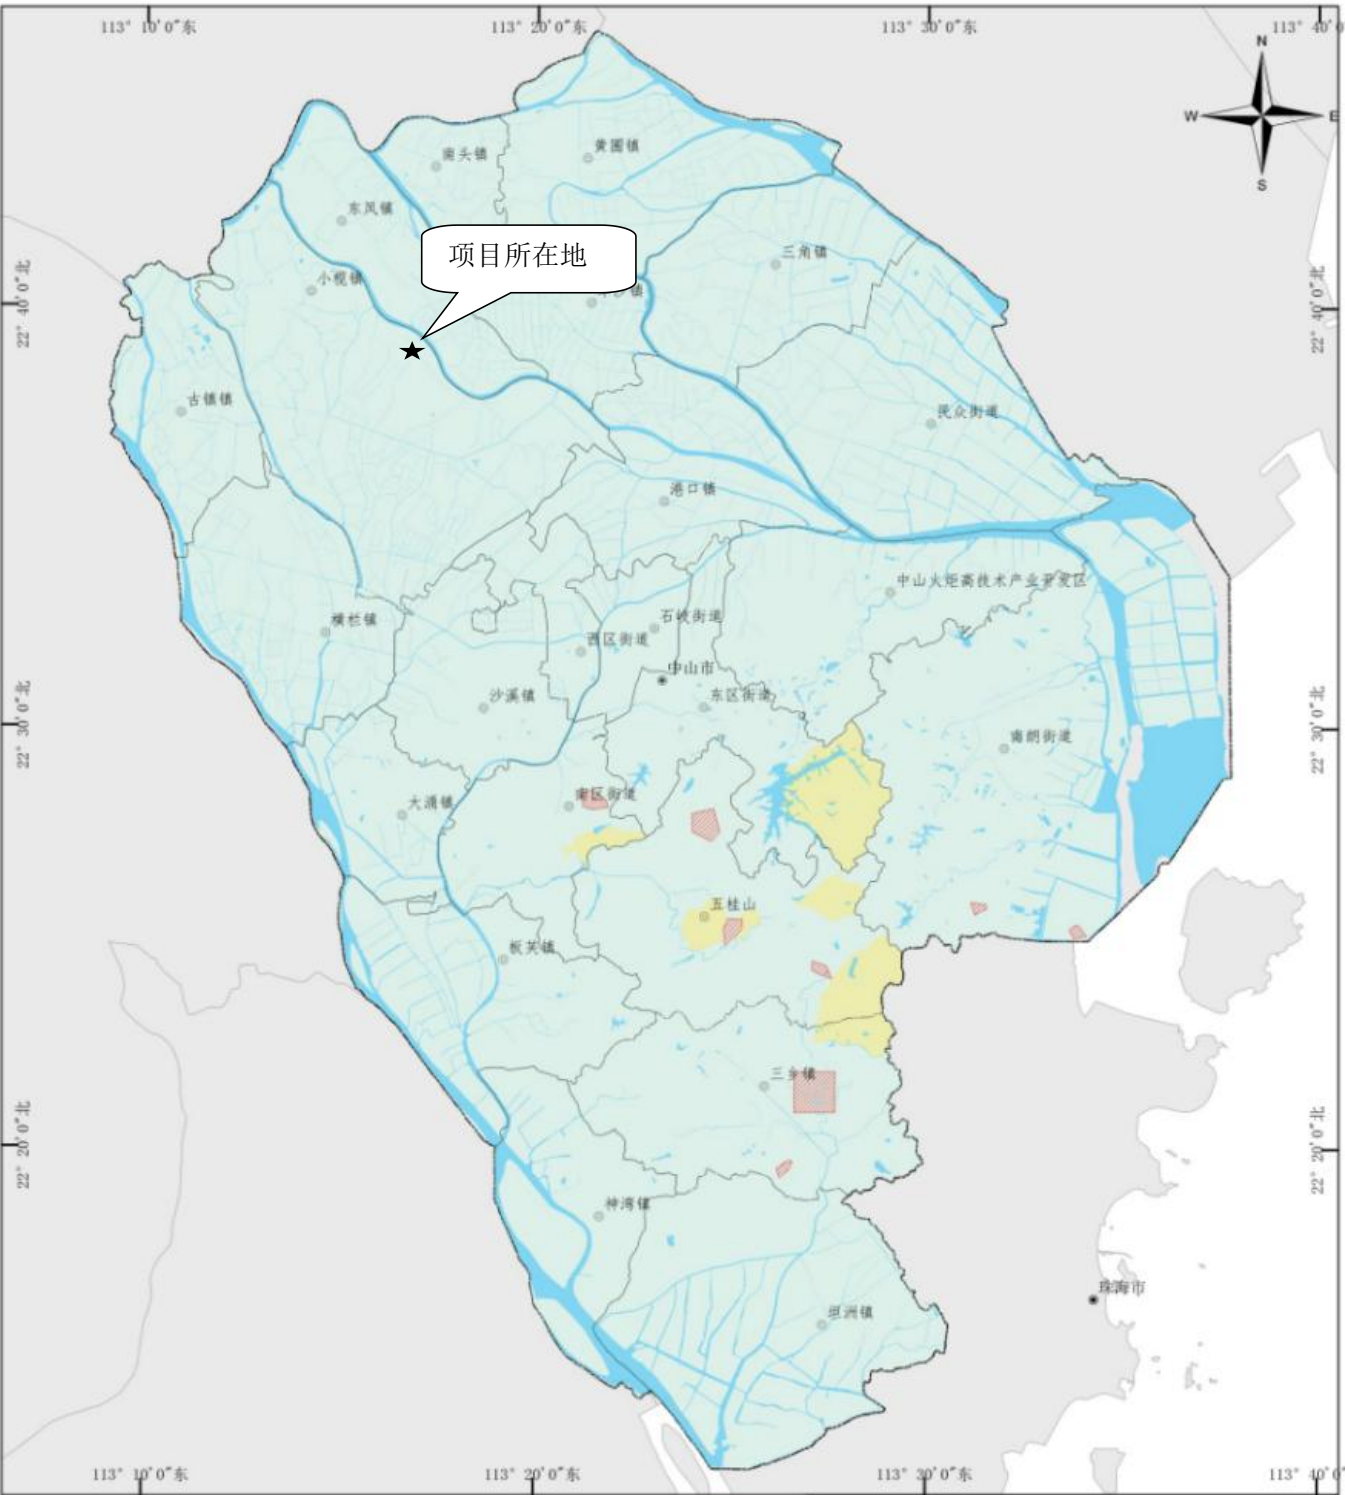 113° 10′0″东
113° 20′0″东
113° 30′0″东
113° 40′0
N
W
E
S
黄圃镇
南头镇
东凤镇
项目所在地
三角镇
小榄镇
22° 40′0″北
22° 40′0″北
古镇镇
民众街道
港口镇
中山火炬高技术产业开发区
横栏镇
石岐街道
西区街道
中山市
沙溪镇
东区街道
22° 30′0″北
22° 30′0″北
南朗街道
大涌镇
南区街道
五桂山
板芙镇
三乡镇
22° 20′0″北
22° 20′0″北
神湾镇
珠海市
坦洲镇
113° 10′0″东
113° 20′0″东
113° 30′0″东
113° 40′0